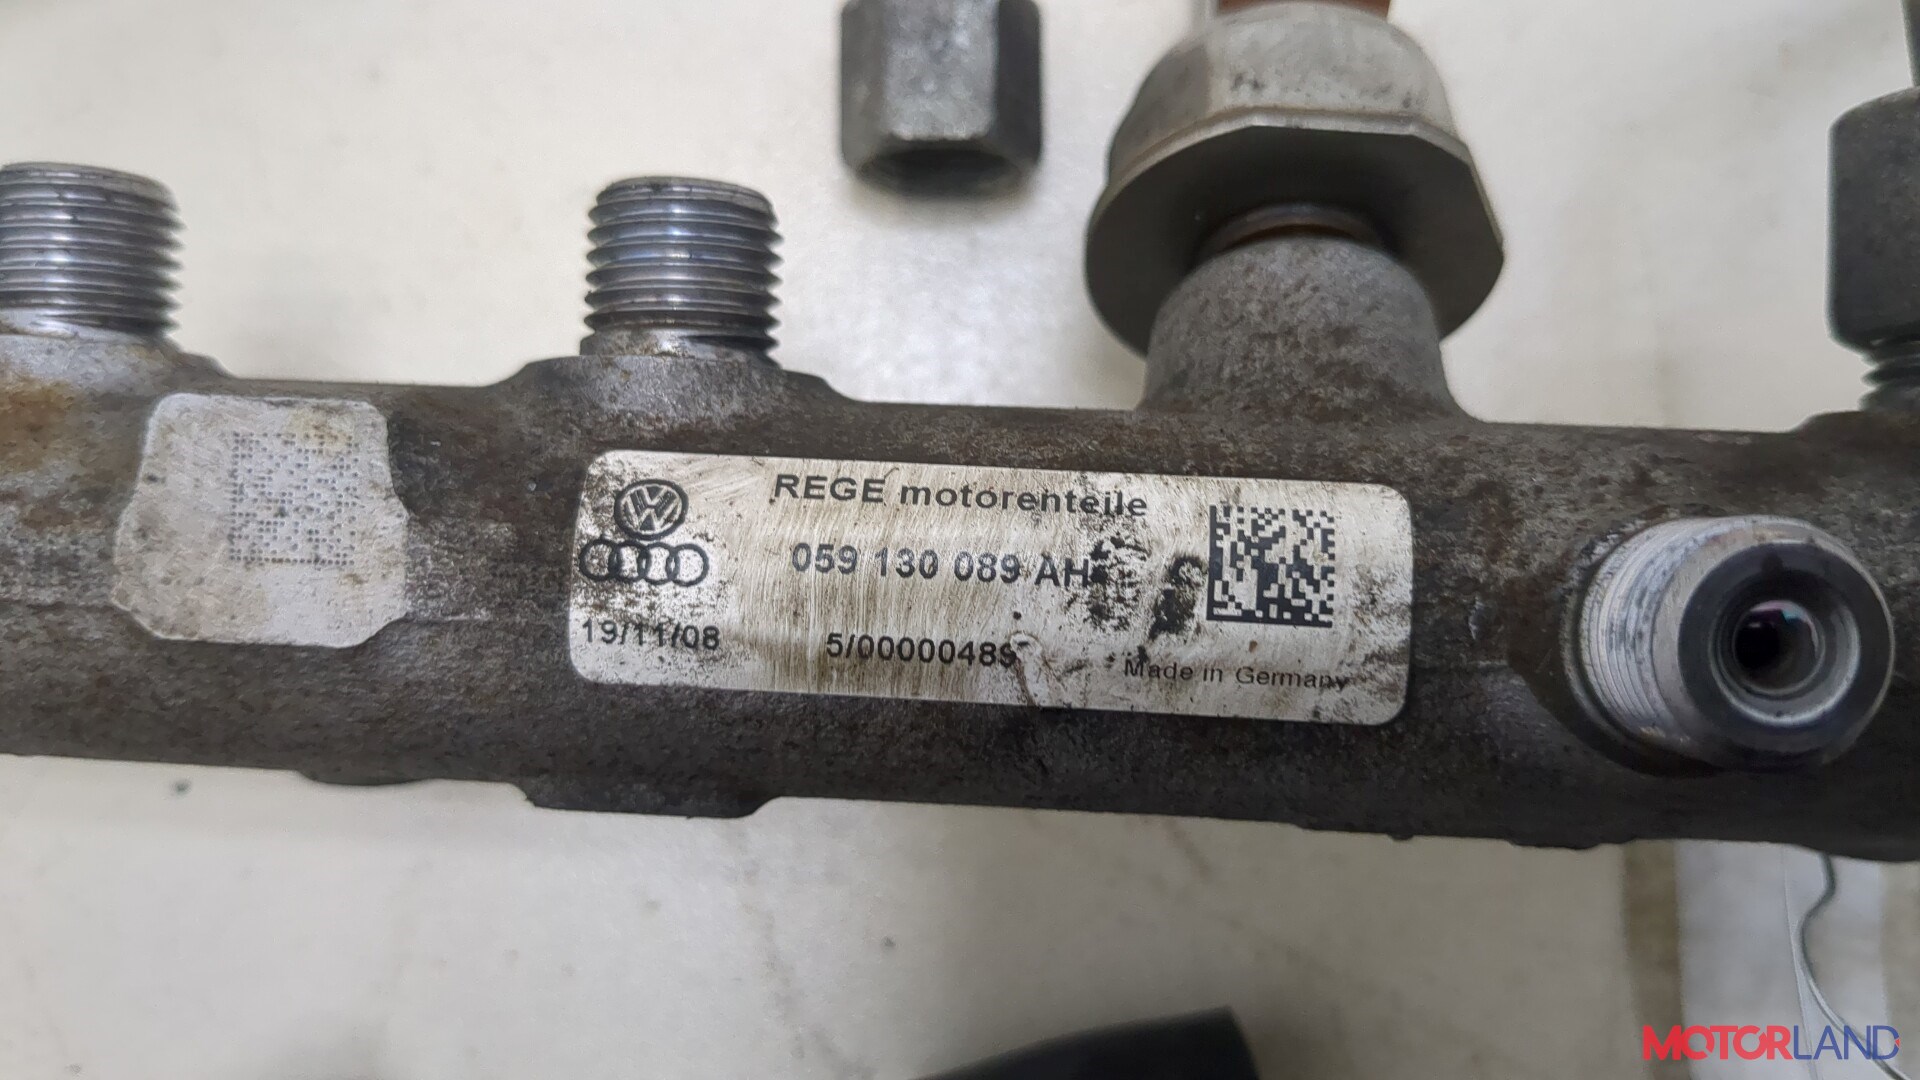 REGE motorenteile
059 130 089 AH
19/11/08
5/00000489
Made in Germany
MOTORLAND